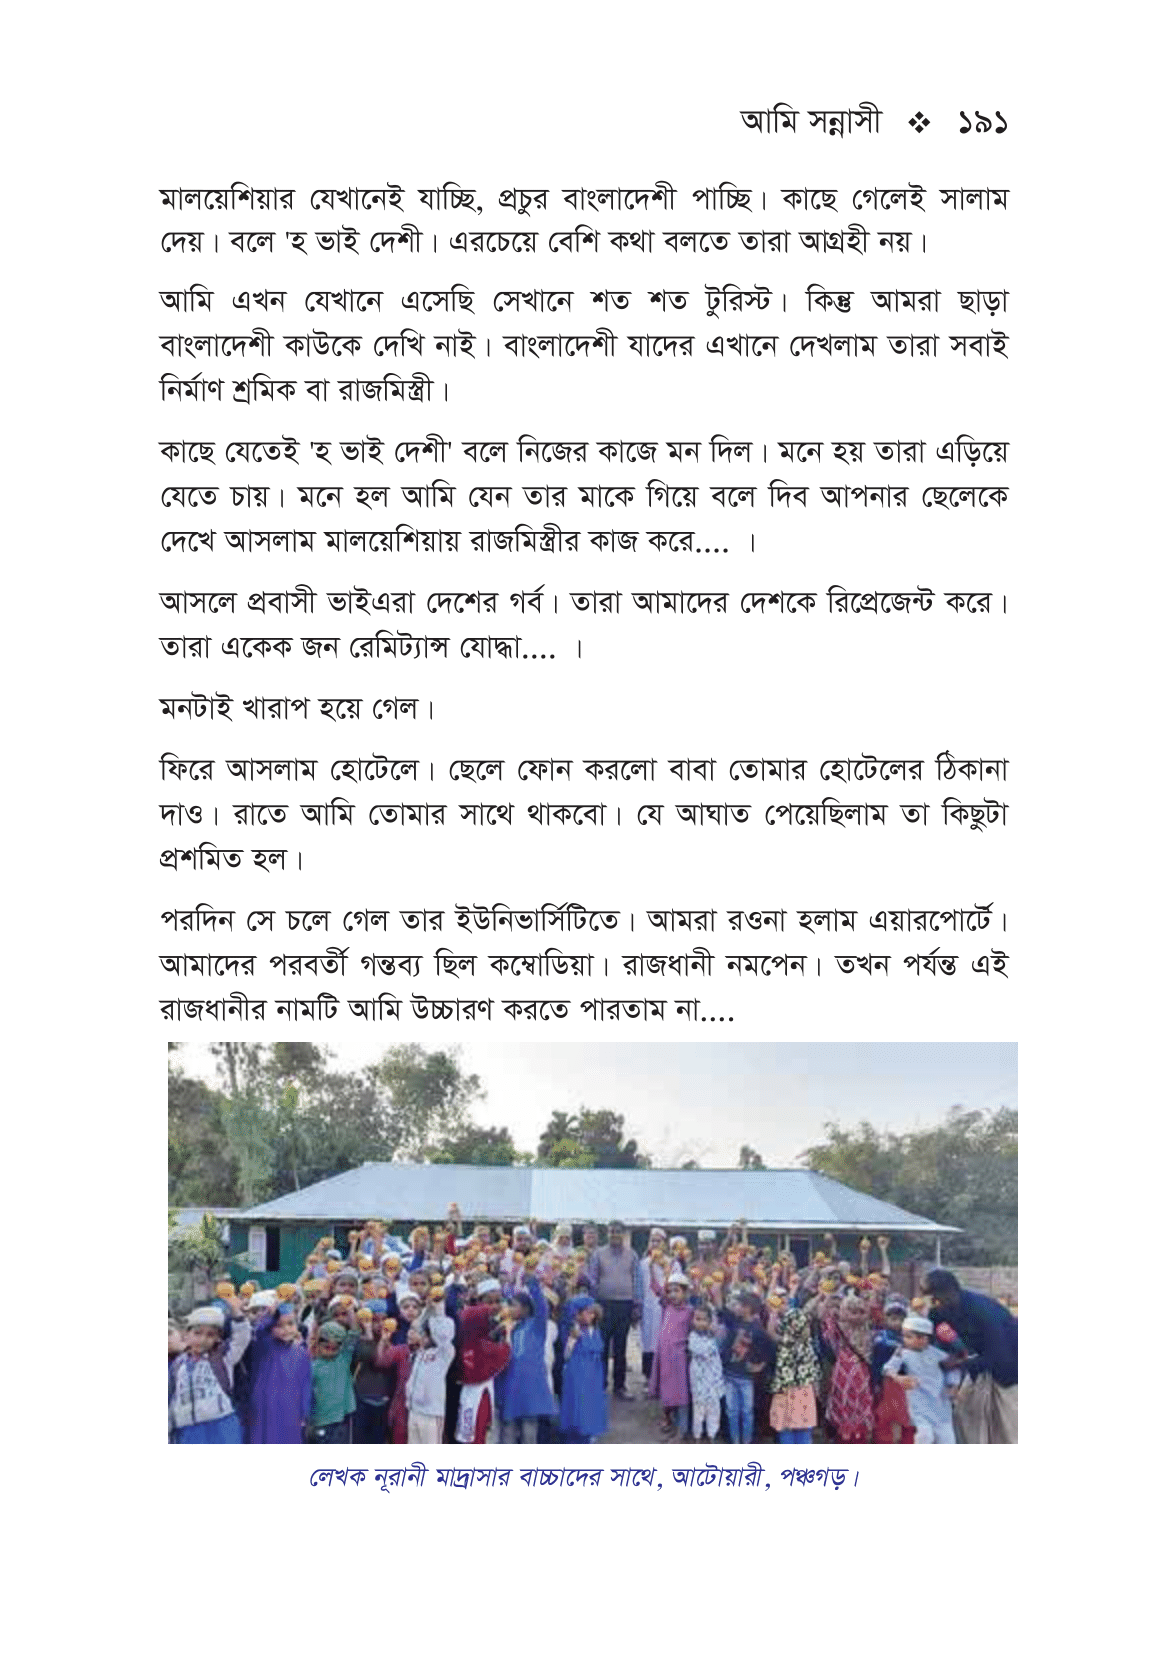 আমি সন্ন্যাসী ❖ ১৯১
মালয়েশিয়ার যেখানেই যাচ্ছি, প্রচুর বাংলাদেশী পাচ্ছি। কাছে গেলেই সালাম
দেয়। বলে 'হ ভাই দেশী। এরচেয়ে বেশি কথা বলতে তারা আগ্রহী নয়।
আমি এখন যেখানে এসেছি সেখানে শত শত টুরিস্ট। কিন্তু আমরা ছাড়া
বাংলাদেশী কাউকে দেখি নাই। বাংলাদেশী যাদের এখানে দেখলাম তারা সবাই
নির্মাণ শ্রমিক বা রাজমিস্ত্রী।
কাছে যেতেই 'হ ভাই দেশী' বলে নিজের কাজে মন দিল। মনে হয় তারা এড়িয়ে
যেতে চায়। মনে হল আমি যেন তার মাকে গিয়ে বলে দিব আপনার ছেলেকে
দেখে আসলাম মালয়েশিয়ায় রাজমিস্ত্রীর কাজ করে.... ।
আসলে প্রবাসী ভাইএরা দেশের গর্ব। তারা আমাদের দেশকে রিপ্রেজেন্ট করে।
তারা একেক জন রেমিট্যান্স যোদ্ধা.... ।
মনটাই খারাপ হয়ে গেল।
ফিরে আসলাম হোটেলে। ছেলে ফোন করলো বাবা তোমার হোটেলের ঠিকানা
দাও। রাতে আমি তোমার সাথে থাকবো। যে আঘাত পেয়েছিলাম তা কিছুটা
প্রশমিত হল।
পরদিন সে চলে গেল তার ইউনিভার্সিটিতে। আমরা রওনা হলাম এয়ারপোর্টে।
আমাদের পরবর্তী গন্তব্য ছিল কম্বোডিয়া। রাজধানী নমপেন। তখন পর্যন্ত এই
রাজধানীর নামটি আমি উচ্চারণ করতে পারতাম না....
লেখক নূরানী মাদ্রাসার বাচ্চাদের সাথে, আটোয়ারী, পঞ্চগড়।